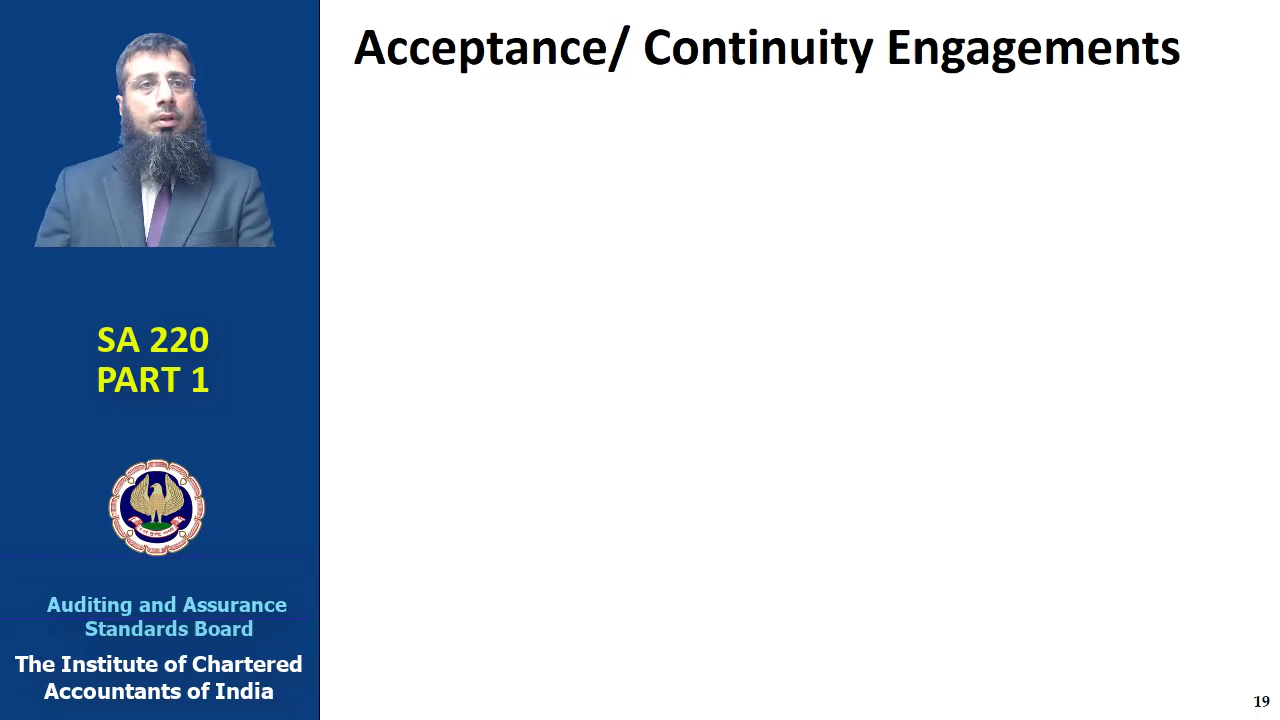 Acceptance/ Continuity Engagements
SA 220
PART 1
Auditing and Assurance
Standards Board
The Institute of Chartered
Accountants of India
19